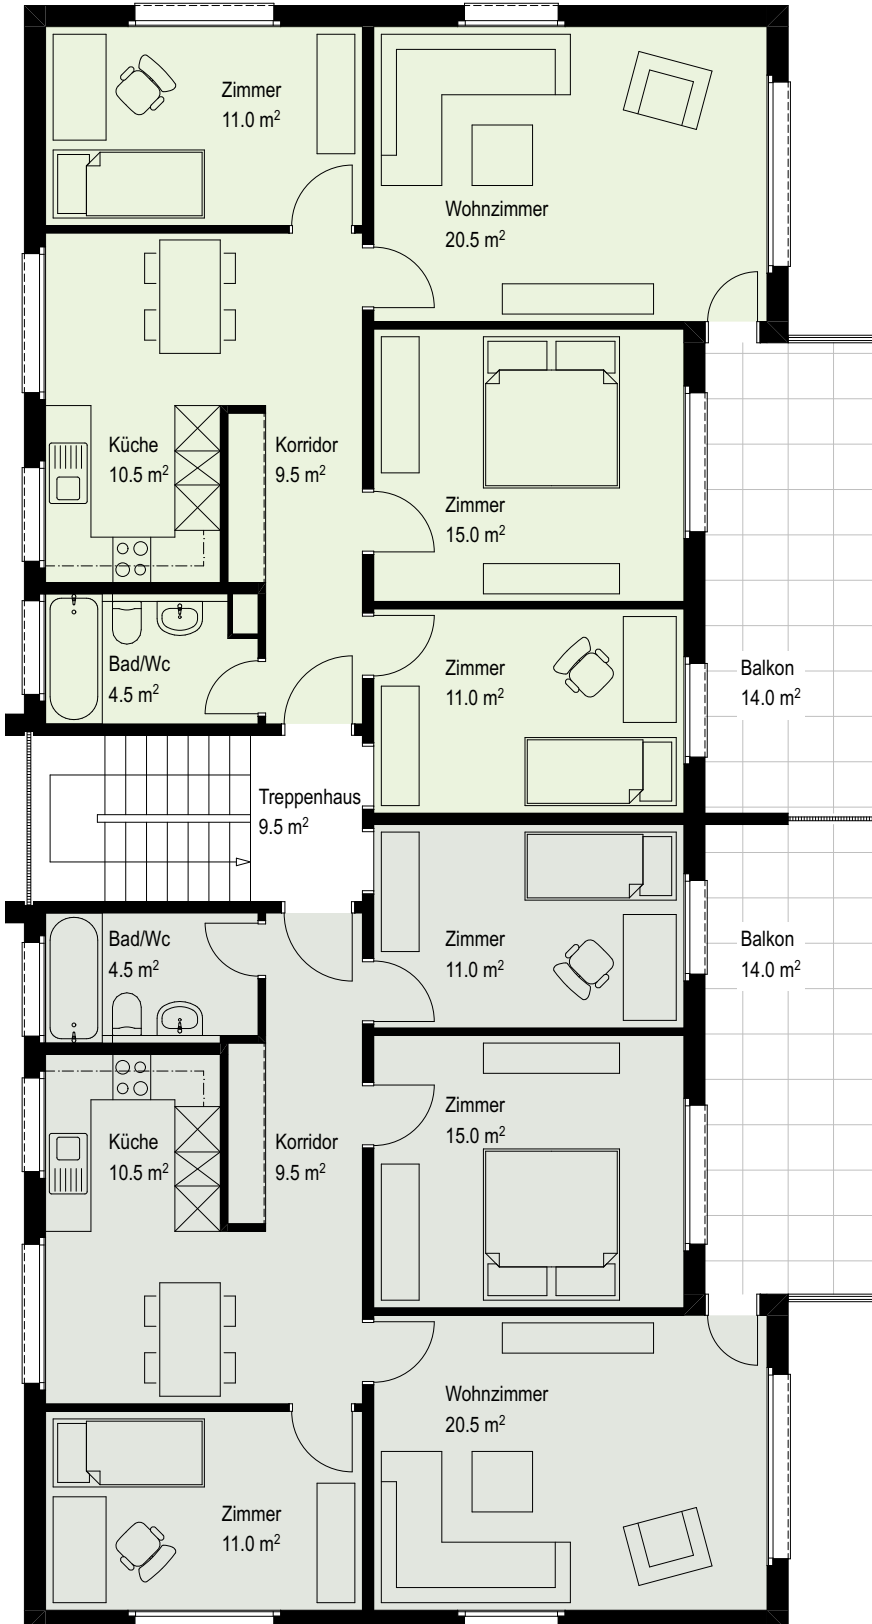 Zimmer
11.0 m²
Wohnzimmer
20.5 m²
Küche
10.5 m²
Korridor
9.5 m²
Zimmer
15.0 m²
Bad/Wc
4.5 m²
Zimmer
11.0 m²
Balkon
14.0 m²
Treppenhaus
9.5 m²
Bad/Wc
4.5 m²
Zimmer
11.0 m²
Balkon
14.0 m²
Küche
10.5 m²
Korridor
9.5 m²
Zimmer
15.0 m²
Wohnzimmer
20.5 m²
Zimmer
11.0 m²